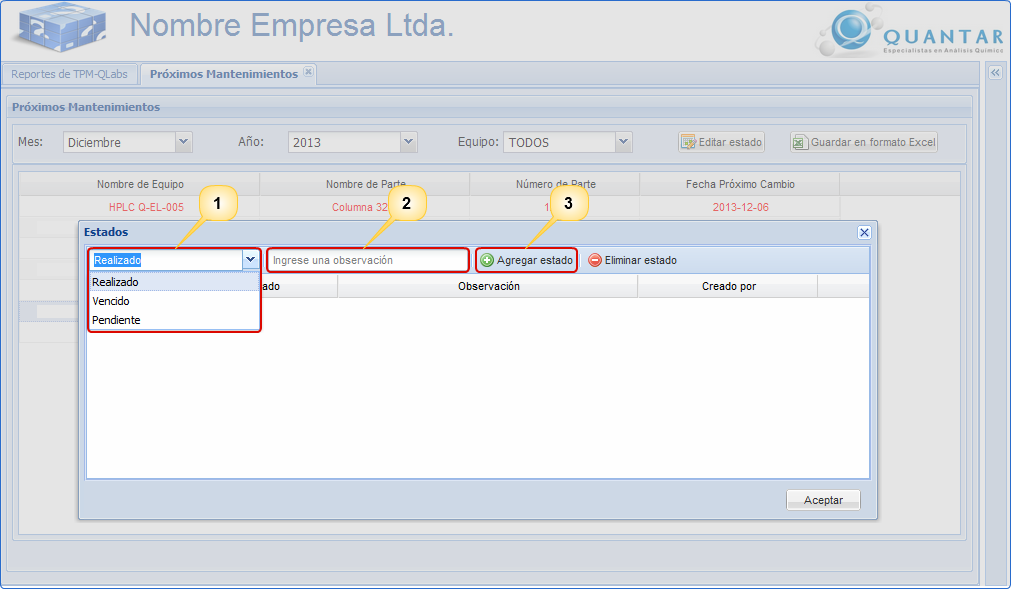 Nombre Empresa Ltda.
QUANTAR
Especialistas en Análisis Químico
Reportes de TPM-QLabs
Próximos Mantenimientos
Próximos Mantenimientos
Mes: Diciembre Año: 2013 Equipo: TODOS Editar estado Guardar en formato Excel
Nombre de Equipo Nombre de Parte Número de Parte Fecha Próximo Cambio
HPLC Q-EL-005 Columna 32 1 2013-12-06
1 2 3
Estados
Realizado Ingrese una observación Agregar estado Eliminar estado
Realizado
ado Observación Creado por
Vencido
Pendiente
Aceptar